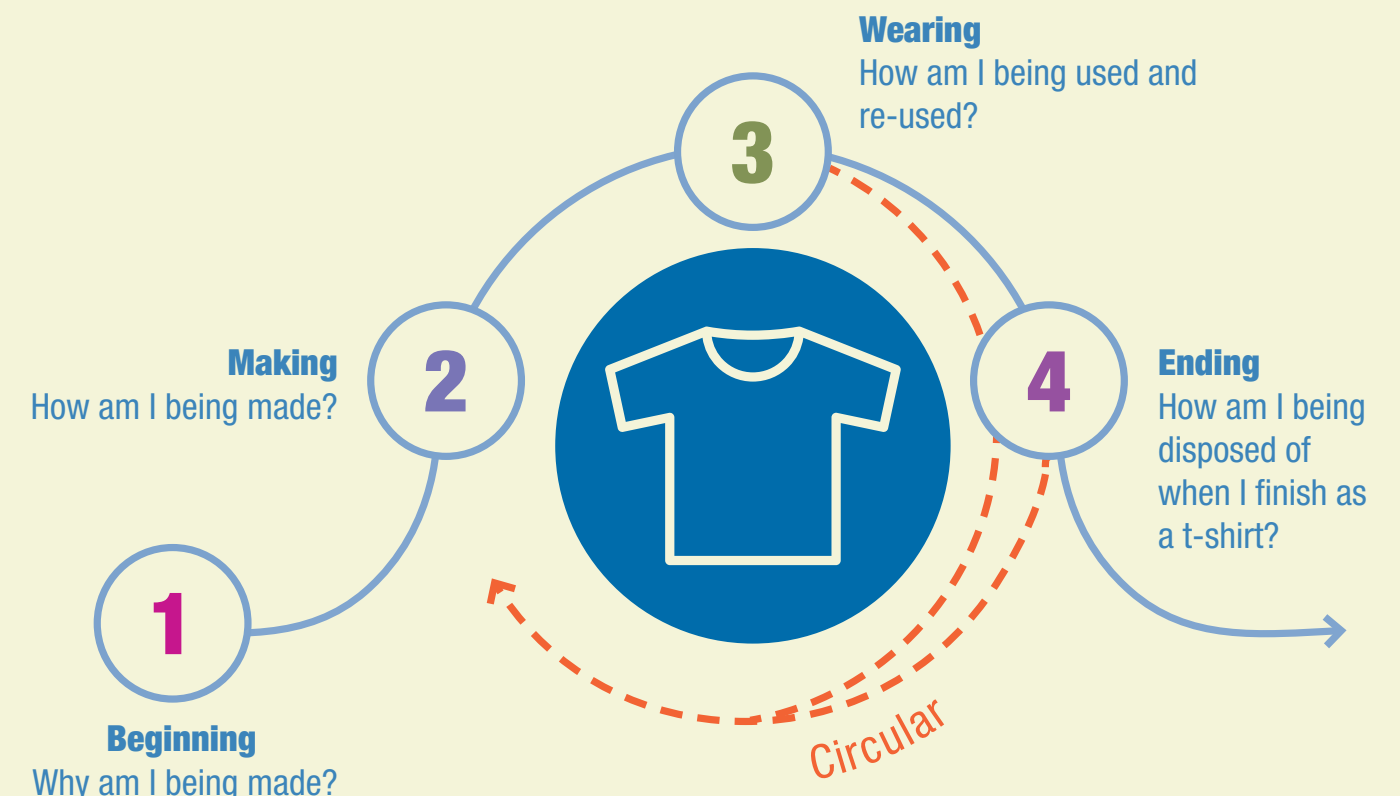 Wearing
How am I being used and
re-used?
3
Making
How am I being made?
2
4
Ending
How am I being
disposed of
when I finish as
a t-shirt?
1
Beginning
Why am I being made?
Circular